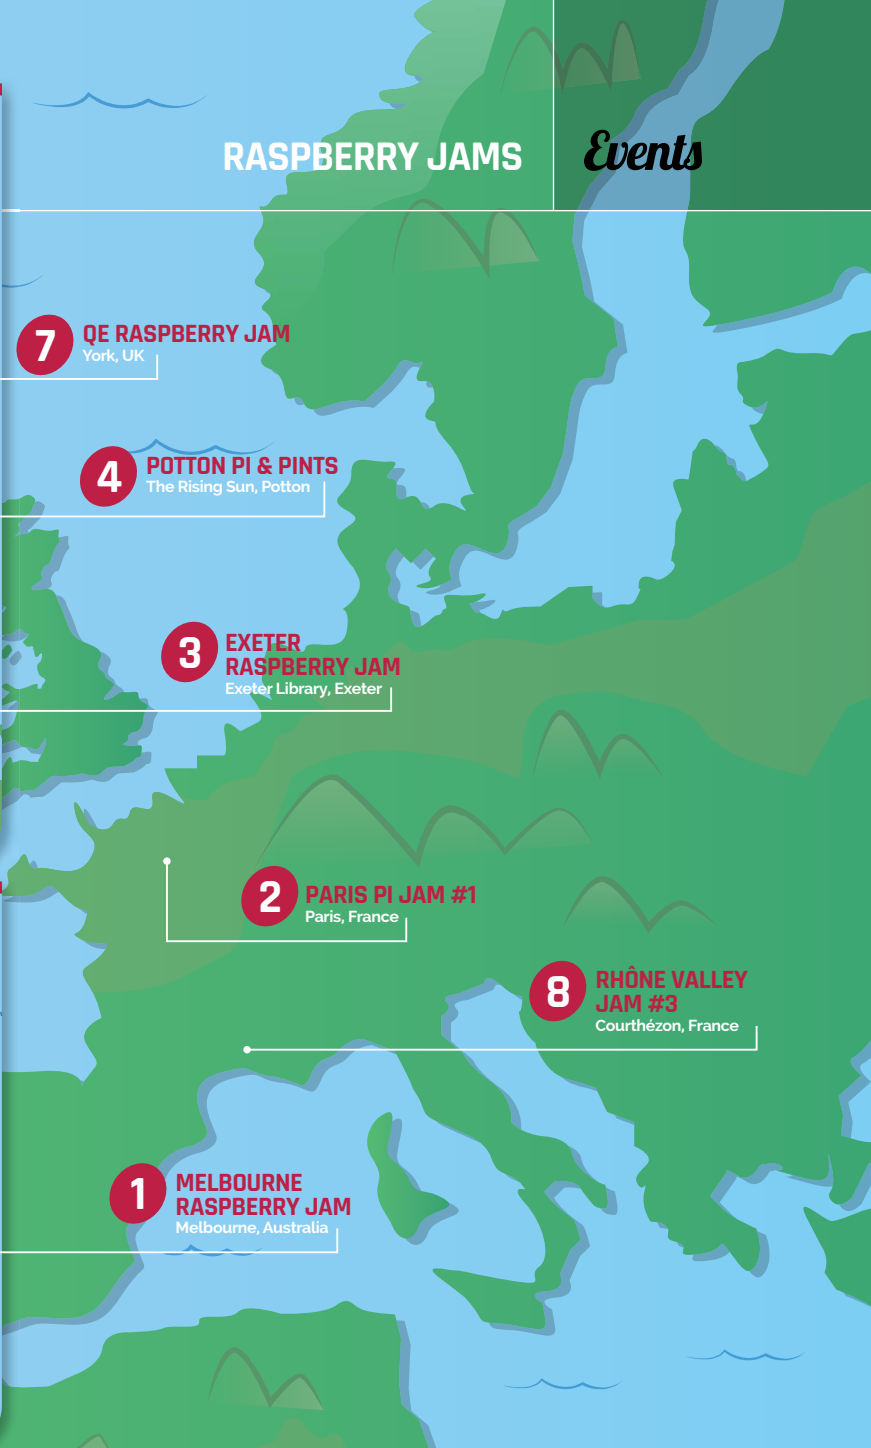 RASPBERRY JAMS
Events
7
QE RASPBERRY JAM
York, UK
4
POTTON PI & PINTS
The Rising Sun, Potton
3
EXETER
RASPBERRY JAM
Exeter Library, Exeter
2
PARIS PI JAM #1
Paris, France
8
RHÔNE VALLEY
JAM #3
Courthézon, France
1
MELBOURNE
RASPBERRY JAM
Melbourne, Australia